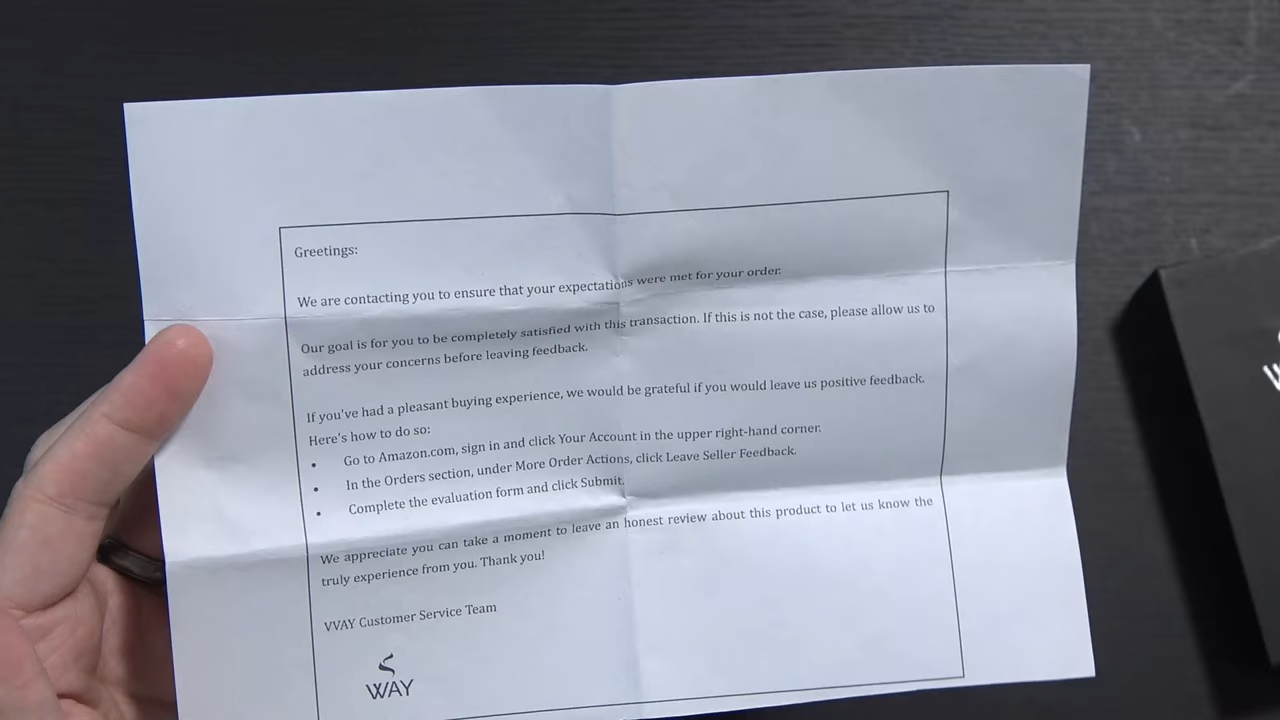 Greetings:
We are contacting you to ensure that your expectations were met for your order.
Our goal is for you to be completely satisfied with this transaction. If this is not the case, please allow us to
address your concerns before leaving feedback.
If you've had a pleasant buying experience, we would be grateful if you would leave us positive feedback.
Here's how to do so:
• Go to Amazon.com, sign in and click Your Account in the upper right-hand corner.
• In the Orders section, under More Order Actions, click Leave Seller Feedback.
• Complete the evaluation form and click Submit.
We appreciate you can take a moment to leave an honest review about this product to let us know the
truly experience from you. Thank you!
VVAY Customer Service Team
VVAY